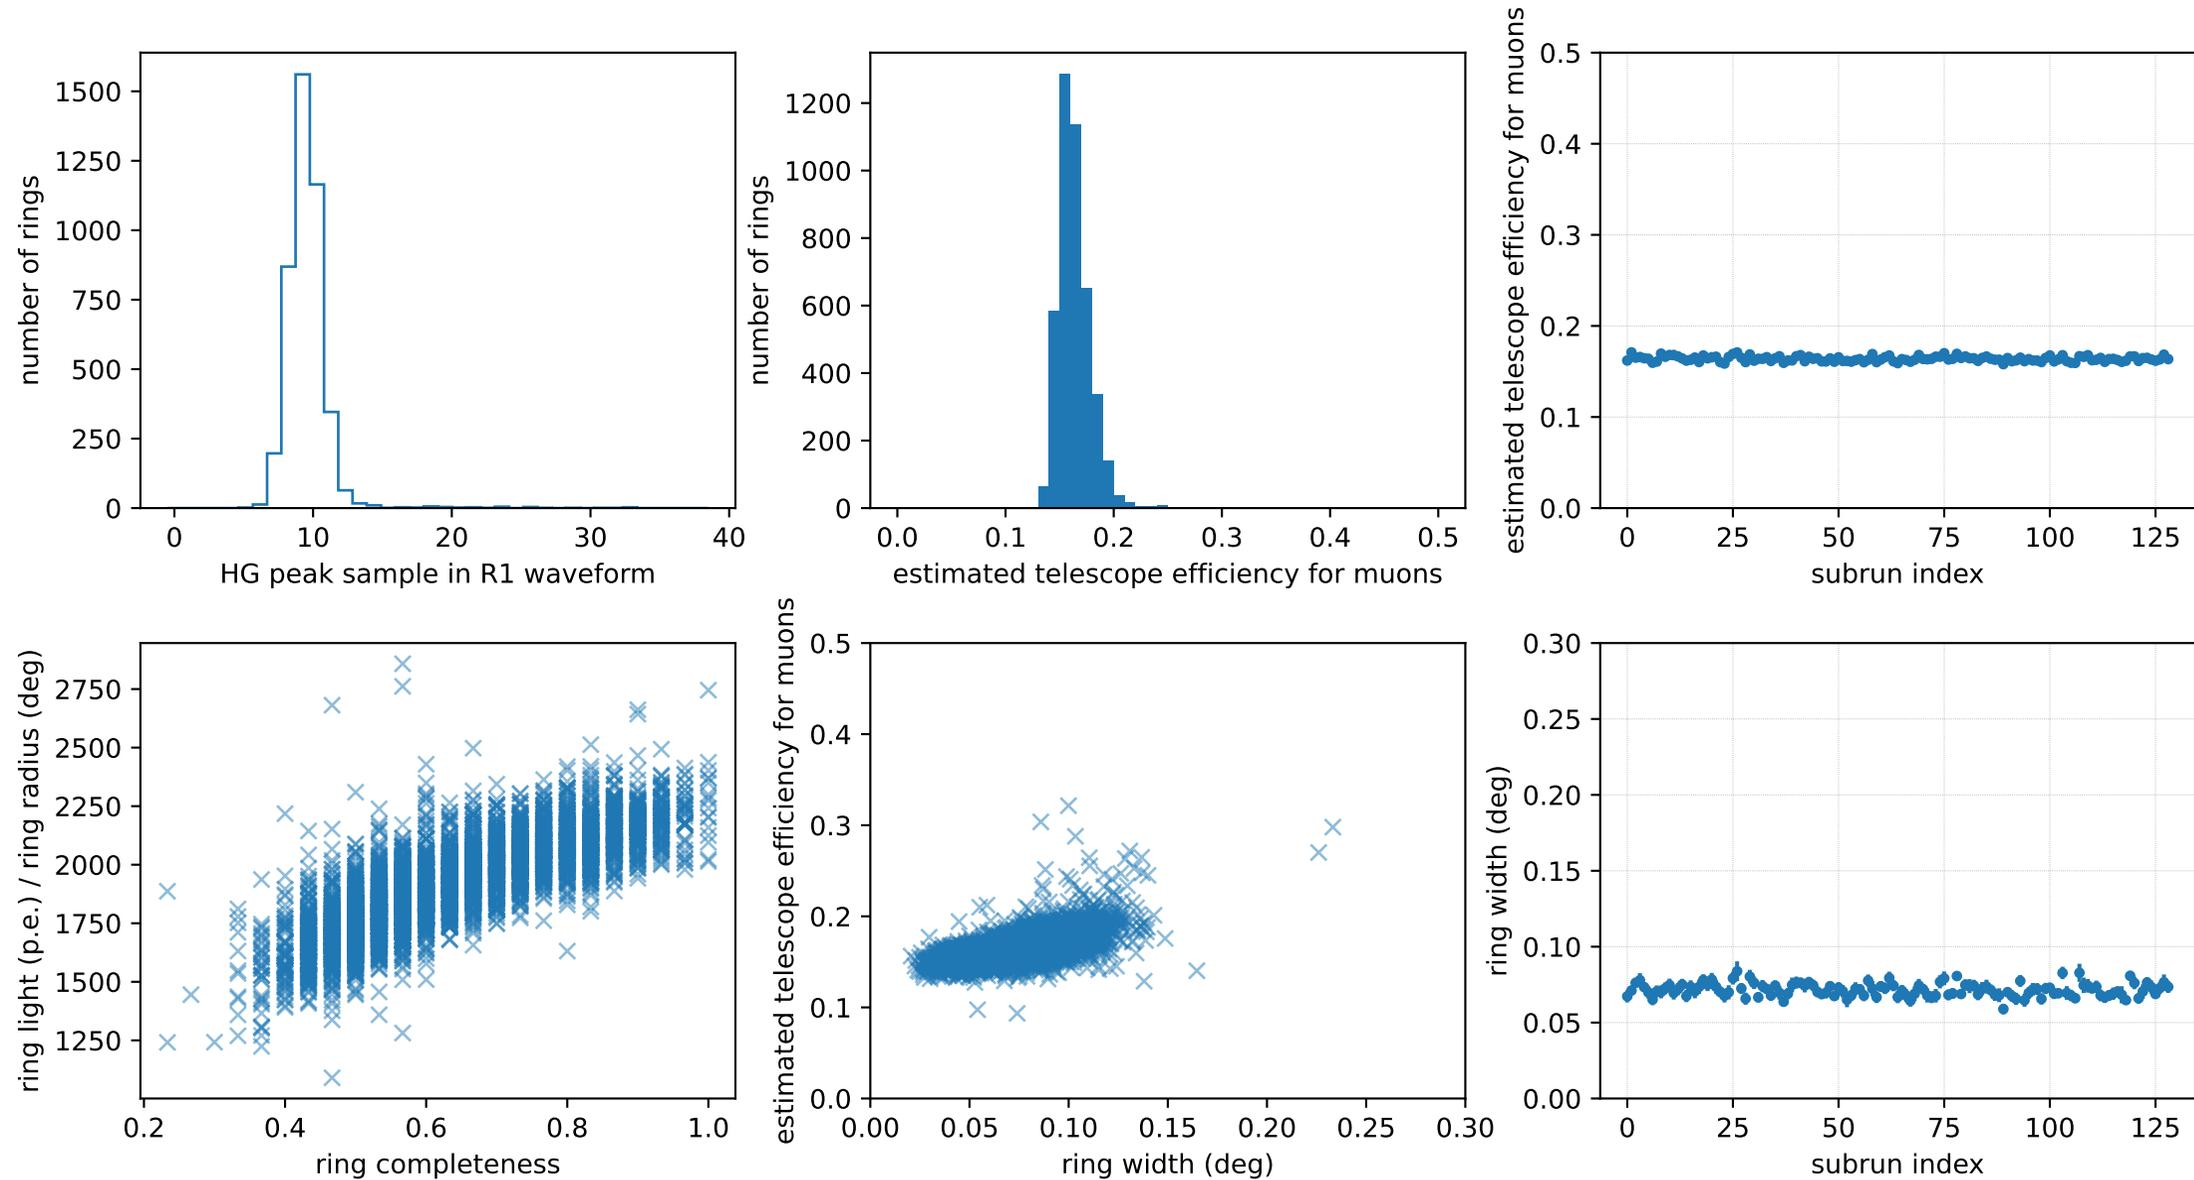 number of rings
1500
1250
1000
750
500
250
0
0 10 20 30 40
HG peak sample in R1 waveform
number of rings
1200
1000
800
600
400
200
0
0.0 0.1 0.2 0.3 0.4 0.5
estimated telescope efficiency for muons
estimated telescope efficiency for muons
0.5
0.4
0.3
0.2
0.1
0.0
0 25 50 75 100 125
subrun index
ring light (p.e.) / ring radius (deg)
2750
2500
2250
2000
1750
1500
1250
0.2 0.4 0.6 0.8 1.0
ring completeness
estimated telescope efficiency for muons
0.5
0.4
0.3
0.2
0.1
0.0
0.00 0.05 0.10 0.15 0.20 0.25 0.30
ring width (deg)
ring width (deg)
0.30
0.25
0.20
0.15
0.10
0.05
0.00
0 25 50 75 100 125
subrun index